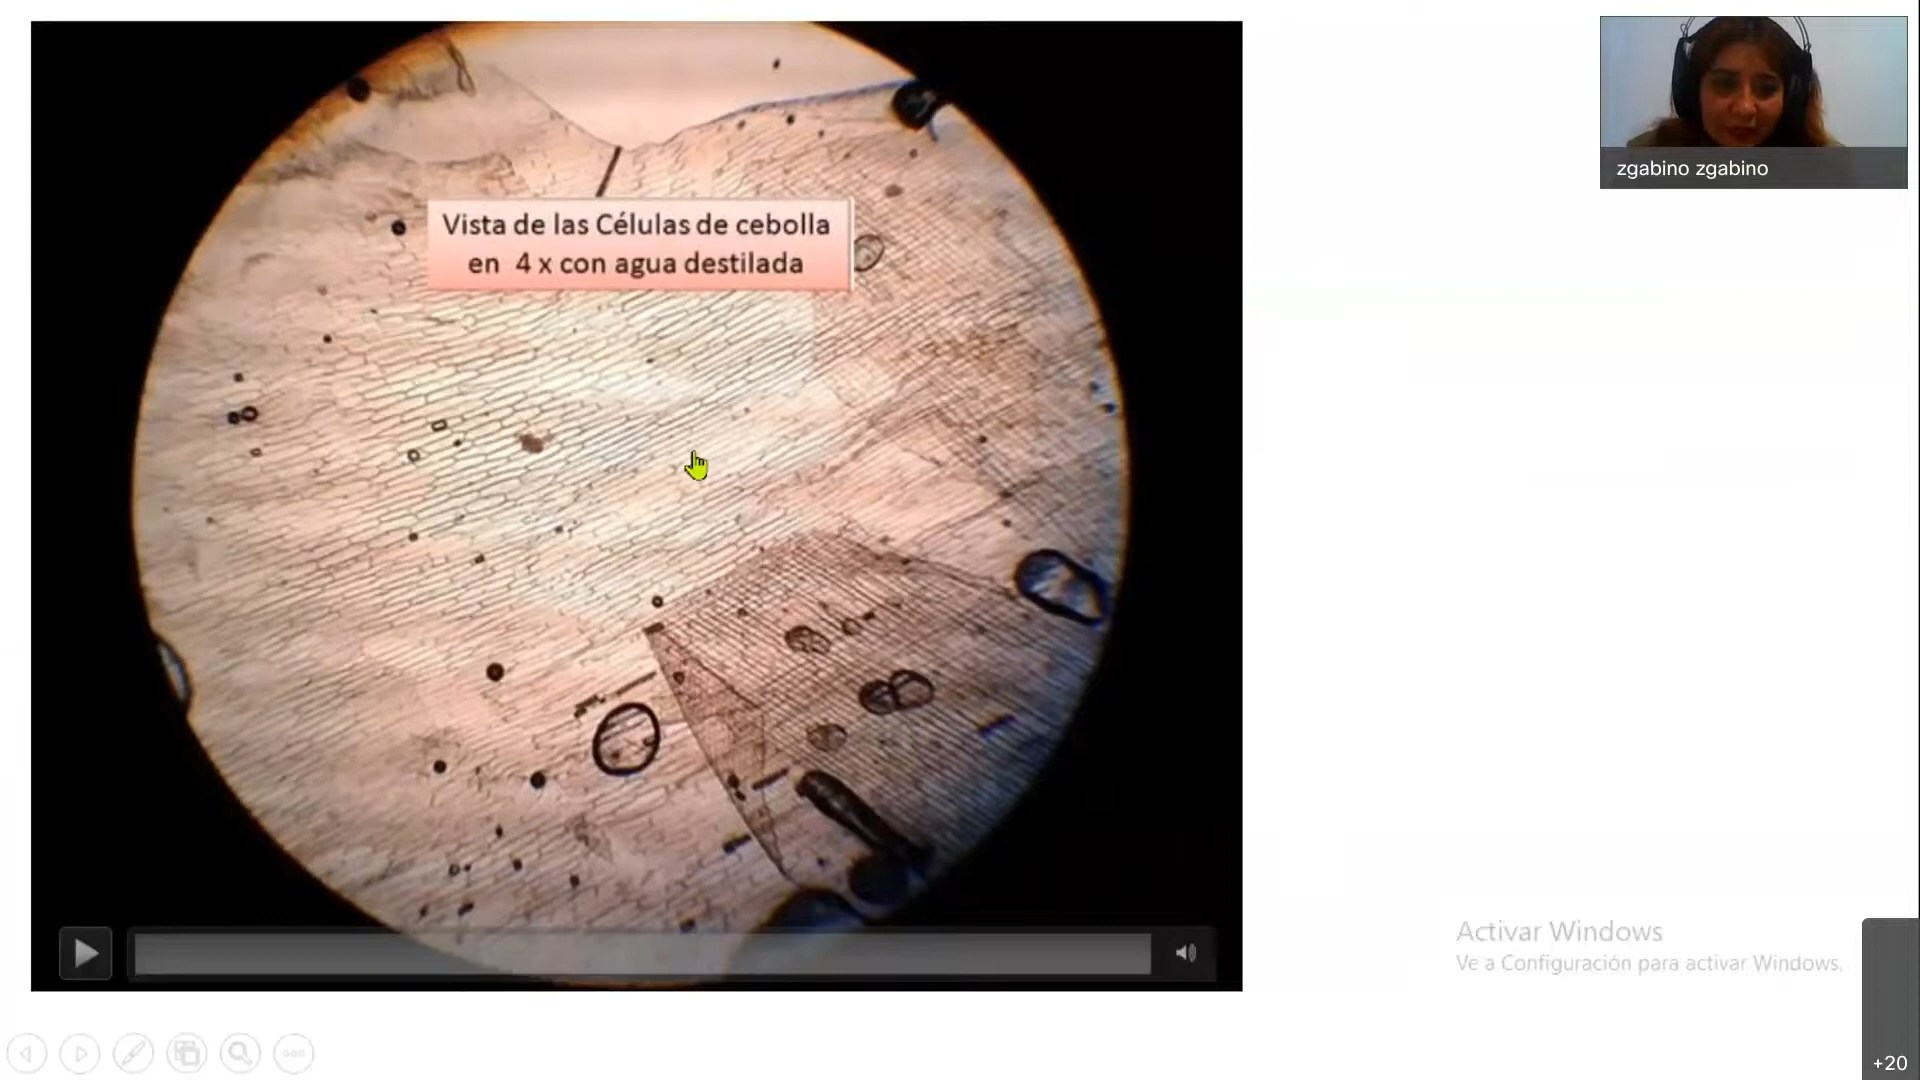 zgabino zgabino
Vista de las Células de cebolla
en 4 x con agua destilada
Activar Windows
Ve a Configuración para activar Windows.
+20